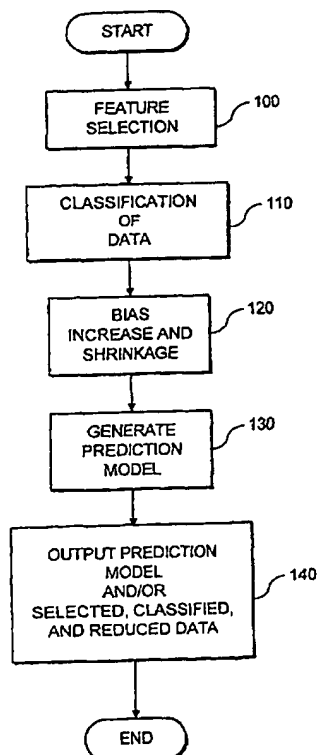 START
FEATURE
SELECTION
100
CLASSIFICATION
OF
DATA
110
BIAS
INCREASE AND
SHRINKAGE
120
GENERATE
PREDICTION
MODEL
130
OUTPUT PREDICTION
MODEL
AND/OR
SELECTED, CLASSIFIED,
AND REDUCED DATA
140
END